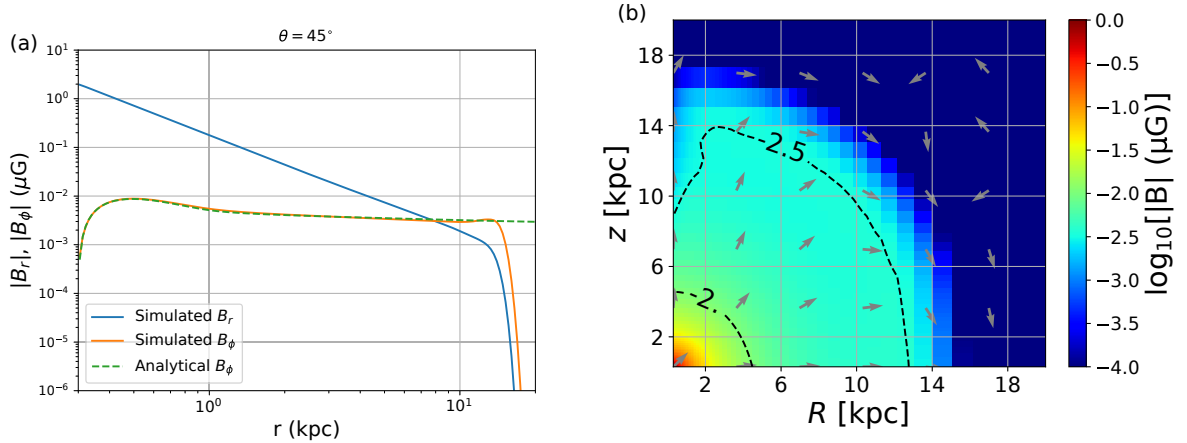 (a)
θ = 45°
10¹
10⁰
10⁻¹
10⁻²
10⁻³
10⁻⁴
10⁻⁵
10⁻⁶
|B_r|, |B_ϕ| (μG)
Simulated B_r
Simulated B_ϕ
Analytical B_ϕ
10⁰
10¹
r (kpc)
(b)
18
14
10
6
2
z [kpc]
2.5
2.
2 6 10 14 18
R [kpc]
0.0
−0.5
−1.0
−1.5
−2.0
−2.5
−3.0
−3.5
−4.0
log₁₀[|B| (μG)]